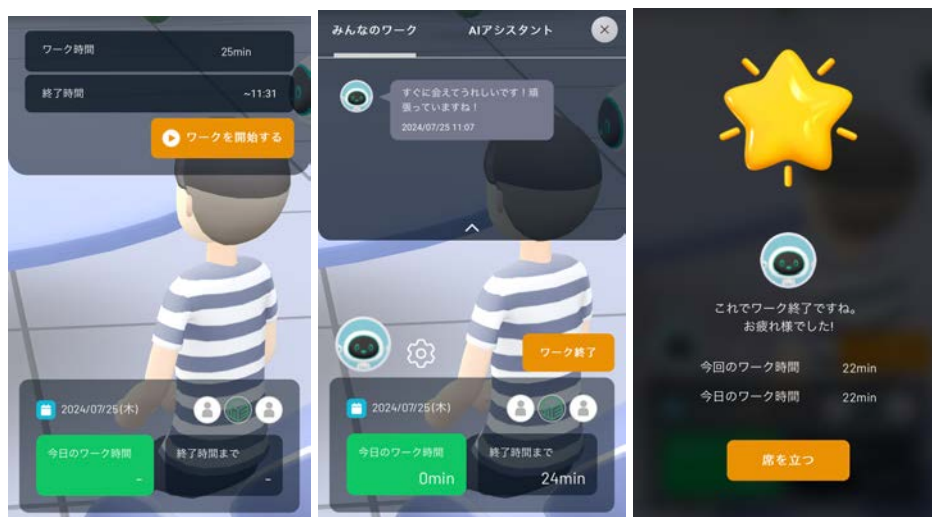 ワーク時間 25min
終了時間 ~11:31
ワークを開始する
2024/07/25(木)
今日のワーク時間 終了時間まで
- -
みんなのワーク AIアシスタント
すぐに会えてうれしいです！頑
張っていますね！
2024/07/25 11:07
ワーク終了
2024/07/25(木)
今日のワーク時間 終了時間まで
0min 24min
これでワーク終了ですね。
お疲れ様でした!
今回のワーク時間 22min
今日のワーク時間 22min
席を立つ